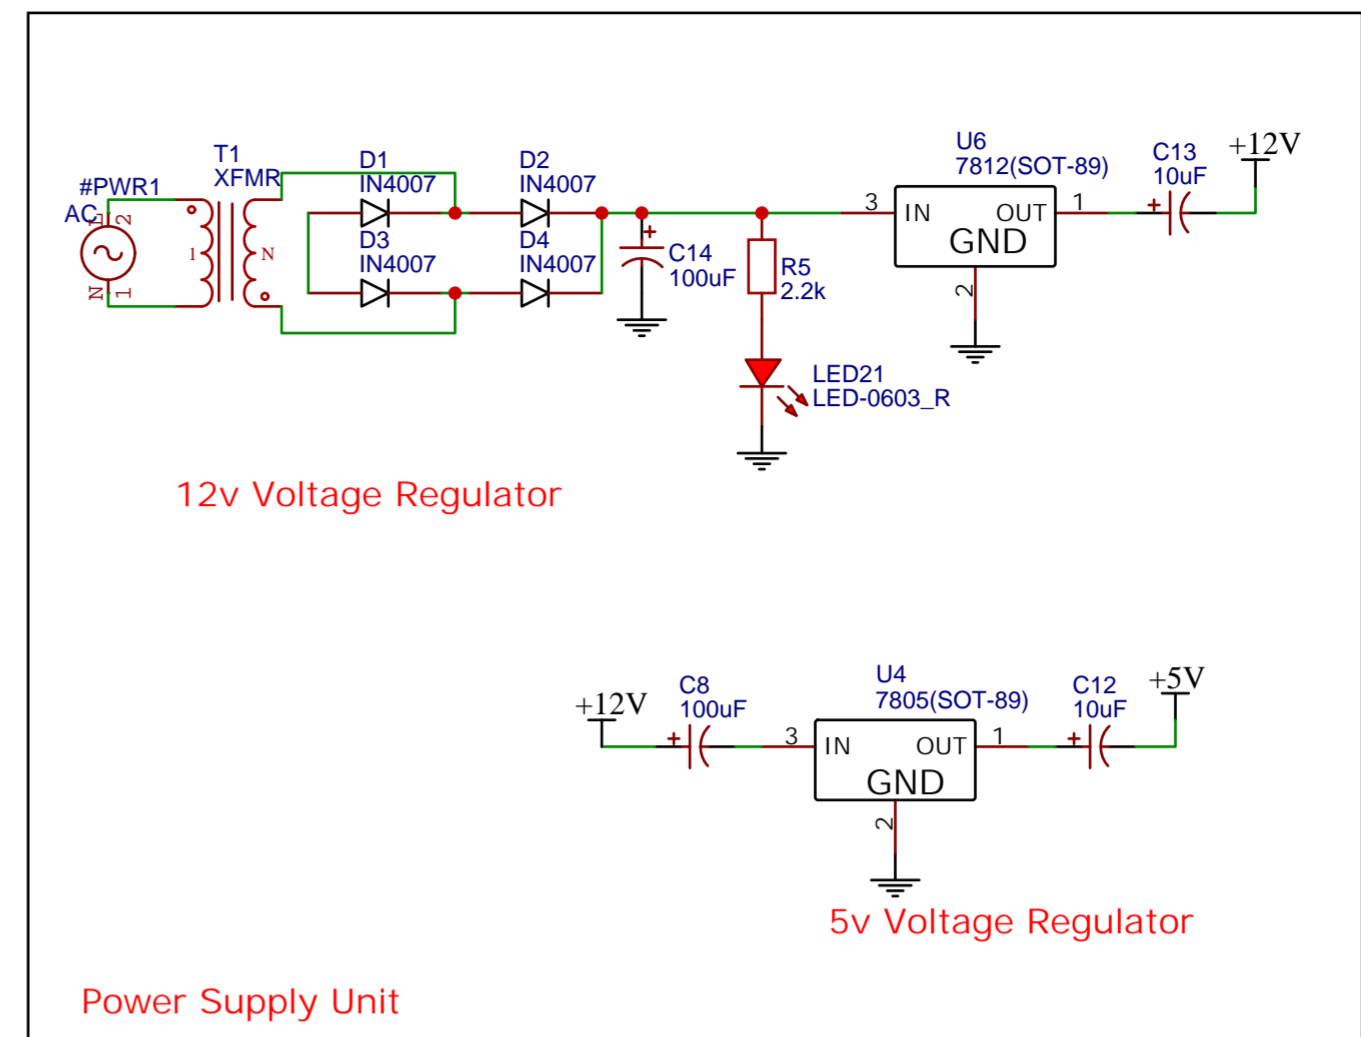 #PWR1
AC
L
2
N
1
T1
XFMR
1
N
D1
IN4007
D2
IN4007
D3
IN4007
D4
IN4007
+
C14
100uF
R5
2.2k
LED21
LED-0603_R
U6
7812(SOT-89)
3
IN
OUT
1
GND
2
C13
10uF
+
+12V
12v Voltage Regulator
+12V
C8
100uF
+
U4
7805(SOT-89)
3
IN
OUT
1
GND
2
C12
10uF
+
+5V
5v Voltage Regulator
Power Supply Unit